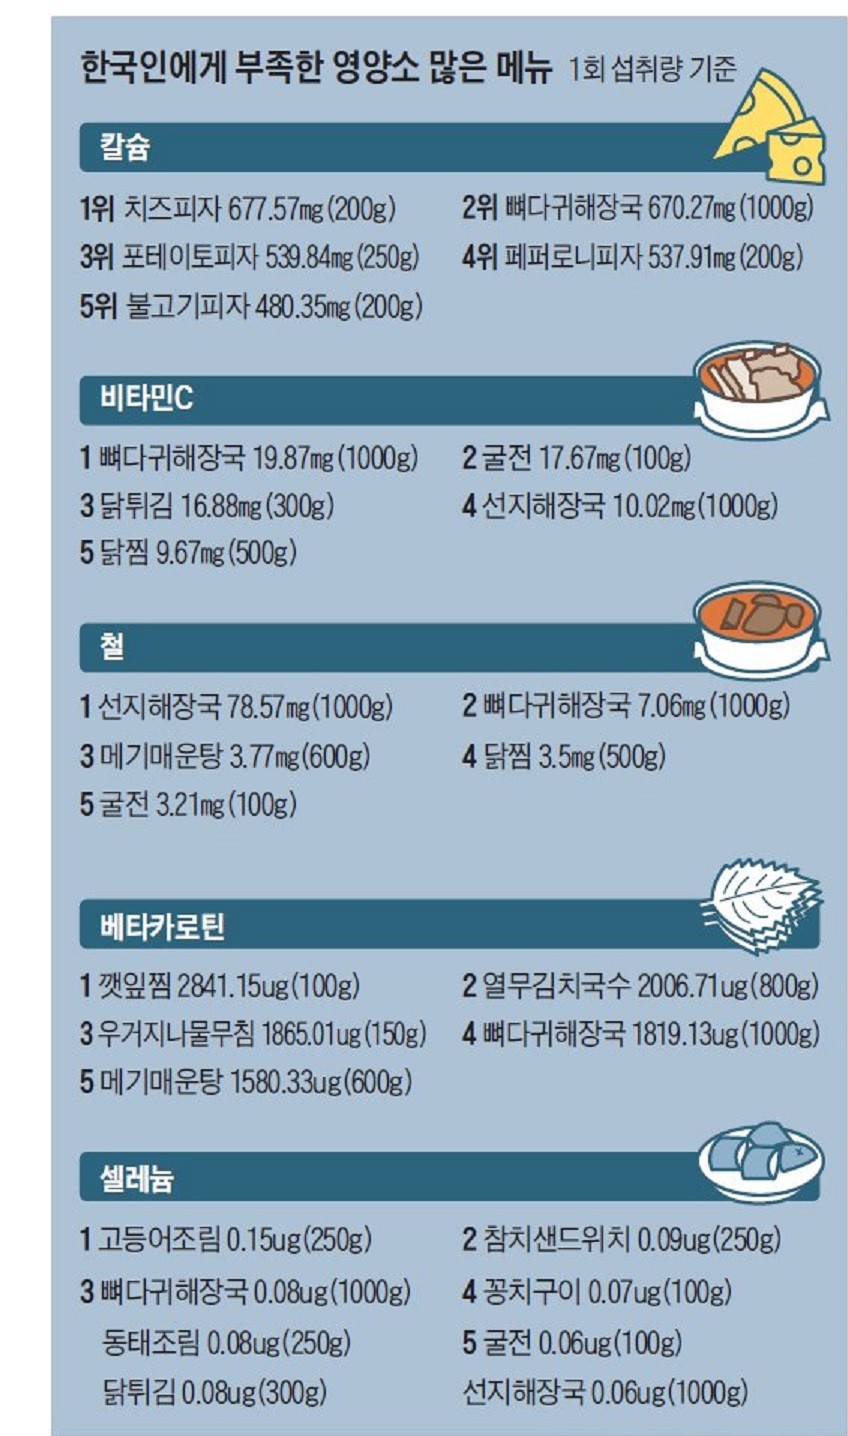 한국인에게 부족한 영양소 많은 메뉴 1회 섭취량 기준
칼슘
1위 치즈피자 677.57㎎(200g) 2위 뼈다귀해장국 670.27㎎(1000g)
3위 포테이토피자 539.84㎎(250g) 4위 페퍼로니피자 537.91㎎(200g)
5위 불고기피자 480.35㎎(200g)
비타민C
1 뼈다귀해장국 19.87㎎(1000g) 2 굴전 17.67㎎(100g)
3 닭튀김 16.88㎎(300g) 4 선지해장국 10.02㎎(1000g)
5 닭찜 9.67㎎(500g)
철
1 선지해장국 78.57㎎(1000g) 2 뼈다귀해장국 7.06㎎(1000g)
3 메기매운탕 3.77㎎(600g) 4 닭찜 3.5㎎(500g)
5 굴전 3.21㎎(100g)
베타카로틴
1 깻잎찜 2841.15ug(100g) 2 열무김치국수 2006.71ug(800g)
3 우거지나물무침 1865.01ug(150g) 4 뼈다귀해장국 1819.13ug(1000g)
5 메기매운탕 1580.33ug(600g)
셀레늄
1 고등어조림 0.15ug(250g) 2 참치샌드위치 0.09ug(250g)
3 뼈다귀해장국 0.08ug(1000g) 4 꽁치구이 0.07ug(100g)
동태조림 0.08ug(250g) 5 굴전 0.06ug(100g)
닭튀김 0.08ug(300g) 선지해장국 0.06ug(1000g)